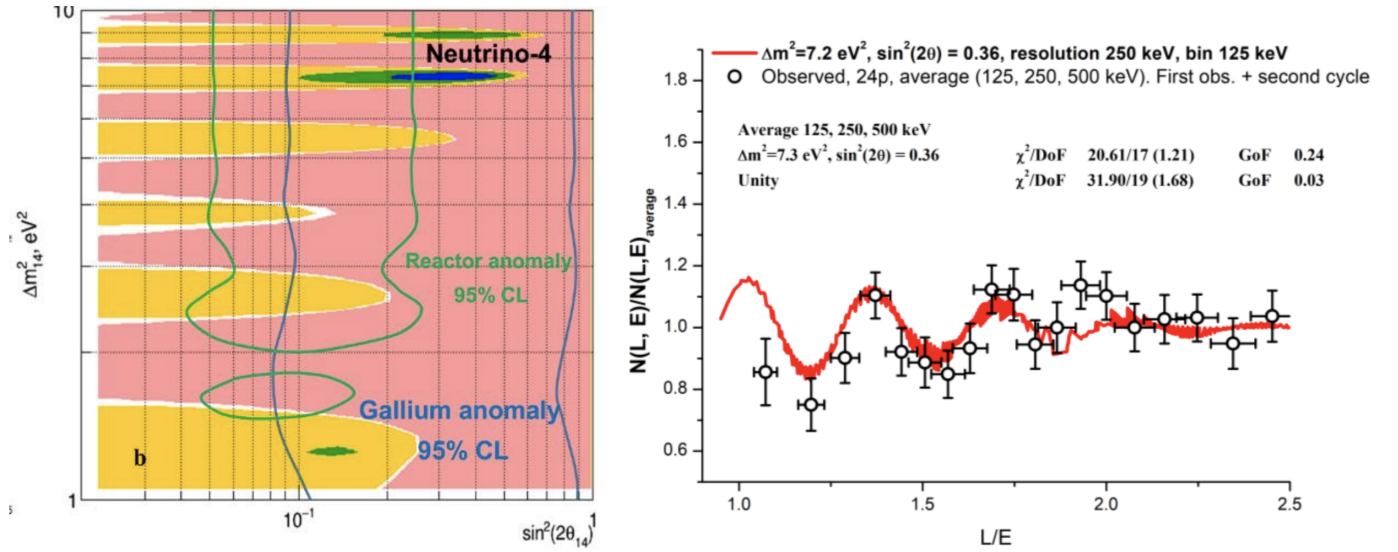 10
Neutrino-4
Δm²₁₄, eV²
Reactor anomaly
95% CL
Gallium anomaly
95% CL
b
1
10⁻¹
1
sin²(2θ₁₄)
Δm²=7.2 eV², sin²(2θ) = 0.36, resolution 250 keV, bin 125 keV
Observed, 24p, average (125, 250, 500 keV). First obs. + second cycle
Average 125, 250, 500 keV
Δm²=7.3 eV², sin²(2θ) = 0.36 χ²/DoF 20.61/17 (1.21) GoF 0.24
Unity χ²/DoF 31.90/19 (1.68) GoF 0.03
N(L, E)/N(L,E)average
1.8
1.6
1.4
1.2
1.0
0.8
0.6
1.0 1.5 2.0 2.5
L/E